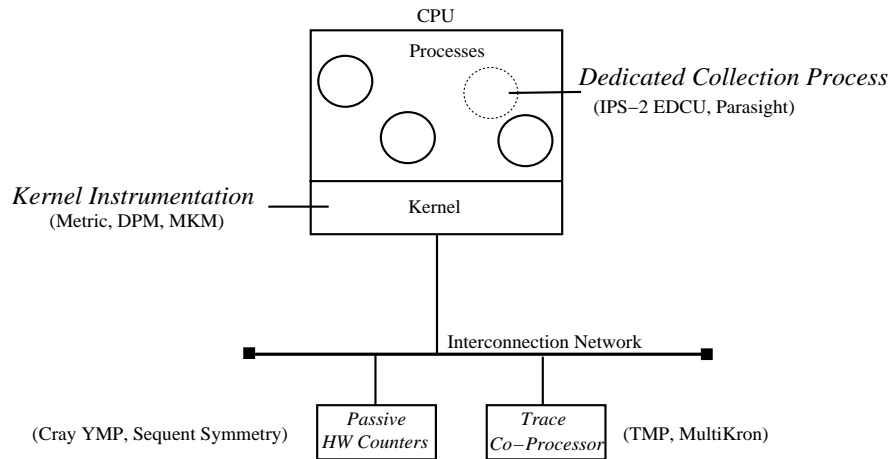 CPU
Processes
Dedicated Collection Process
(IPS−2 EDCU, Parasight)
Kernel Instrumentation
(Metric, DPM, MKM)
Kernel
Interconnection Network
(Cray YMP, Sequent Symmetry)
Passive
HW Counters
Trace
Co−Processor
(TMP, MultiKron)